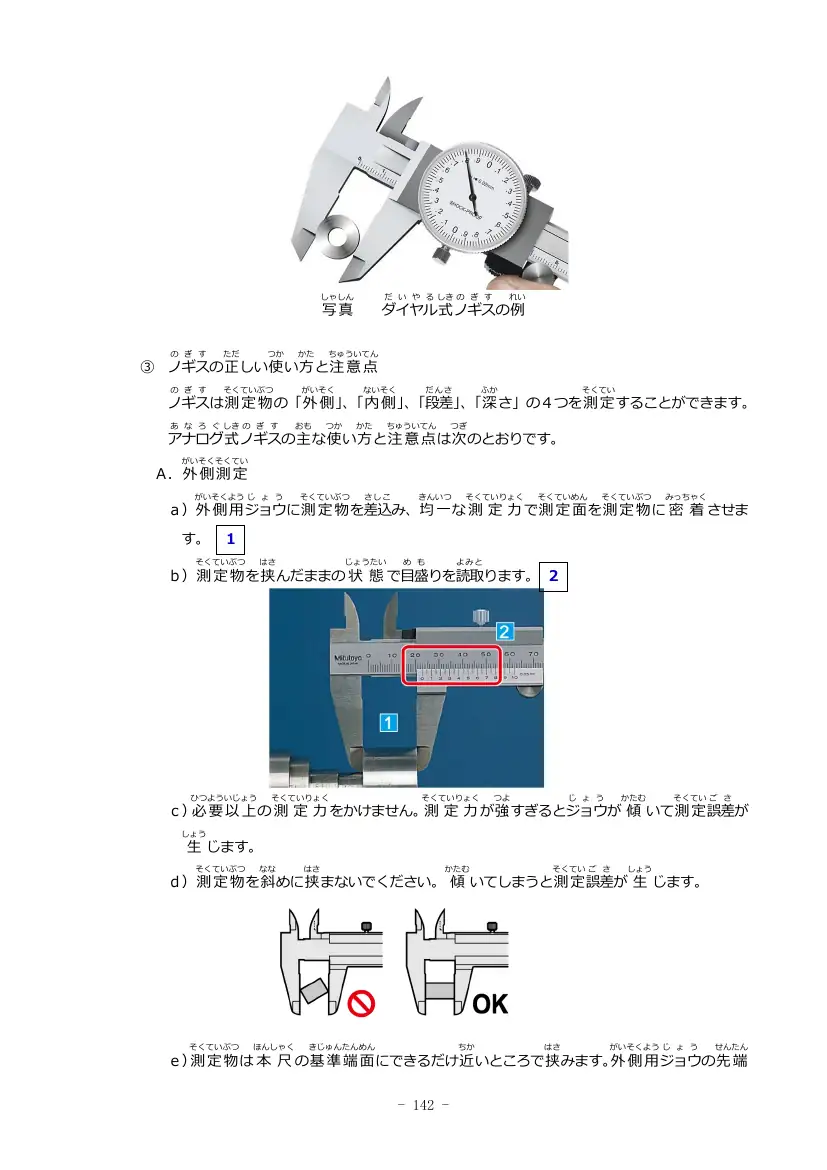 写真　ダイヤル式ノギスの例
③　ノギスの正しい使い方と注意点
ノギスは測定物の「外側」、「内側」、「段差」、「深さ」の４つを測定することができます。
アナログ式ノギスの主な使い方と注意点は次のとおりです。
A．外側測定
a）外側用ジョウに測定物を差込み、均一な測定力で測定面を測定物に密着させま
す。 1
b）測定物を挟んだままの状態で目盛りを読取ります。 2
2
Mitutoyo 0 10 20 30 40 50 60 70
1
c）必要以上の測定力をかけません。測定力が強すぎるとジョウが傾いて測定誤差が
生じます。
d）測定物を斜めに挟まないでください。傾いてしまうと測定誤差が生じます。
OK
e）測定物は本尺の基準端面にできるだけ近いところで挟みます。外側用ジョウの先端
- 142 -